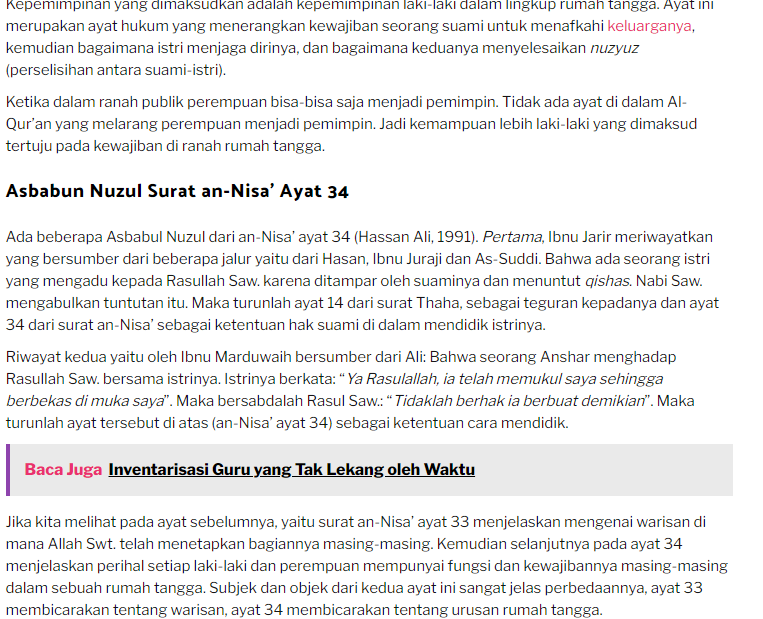 Kepemimpinan yang dimaksudkan adalah kepemimpinan laki-laki dalam lingkup rumah tangga. Ayat ini
merupakan ayat hukum yang menerangkan kewajiban seorang suami untuk menafkahi keluarganya,
kemudian bagaimana istri menjaga dirinya, dan bagaimana keduanya menyelesaikan nuzyuz
(perselisihan antara suami-istri).
Ketika dalam ranah publik perempuan bisa-bisa saja menjadi pemimpin. Tidak ada ayat di dalam Al-
Qur’an yang melarang perempuan menjadi pemimpin. Jadi kemampuan lebih laki-laki yang dimaksud
tertuju pada kewajiban di ranah rumah tangga.
Asbabun Nuzul Surat an-Nisa’ Ayat 34
Ada beberapa Asbabul Nuzul dari an-Nisa’ ayat 34 (Hassan Ali, 1991). Pertama, Ibnu Jarir meriwayatkan
yang bersumber dari beberapa jalur yaitu dari Hasan, Ibnu Juraji dan As-Suddi. Bahwa ada seorang istri
yang mengadu kepada Rasullah Saw. karena ditampar oleh suaminya dan menuntut qishas. Nabi Saw.
mengabulkan tuntutan itu. Maka turunlah ayat 14 dari surat Thaha, sebagai teguran kepadanya dan ayat
34 dari surat an-Nisa’ sebagai ketentuan hak suami di dalam mendidik istrinya.
Riwayat kedua yaitu oleh Ibnu Marduwaih bersumber dari Ali: Bahwa seorang Anshar menghadap
Rasullah Saw. bersama istrinya. Istrinya berkata: “Ya Rasulallah, ia telah memukul saya sehingga
berbekas di muka saya”. Maka bersabdalah Rasul Saw.: “Tidaklah berhak ia berbuat demikian”. Maka
turunlah ayat tersebut di atas (an-Nisa’ ayat 34) sebagai ketentuan cara mendidik.
Baca Juga Inventarisasi Guru yang Tak Lekang oleh Waktu
Jika kita melihat pada ayat sebelumnya, yaitu surat an-Nisa’ ayat 33 menjelaskan mengenai warisan di
mana Allah Swt. telah menetapkan bagiannya masing-masing. Kemudian selanjutnya pada ayat 34
menjelaskan perihal setiap laki-laki dan perempuan mempunyai fungsi dan kewajibannya masing-masing
dalam sebuah rumah tangga. Subjek dan objek dari kedua ayat ini sangat jelas perbedaannya, ayat 33
membicarakan tentang warisan, ayat 34 membicarakan tentang urusan rumah tangga.